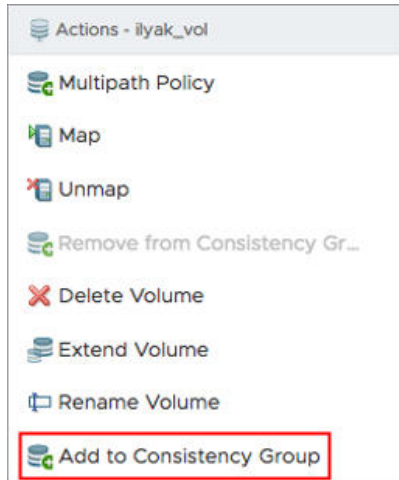 Actions - ilyak_vol
Multipath Policy
Map
Unmap
Remove from Consistency Gr...
Delete Volume
Extend Volume
Rename Volume
Add to Consistency Group